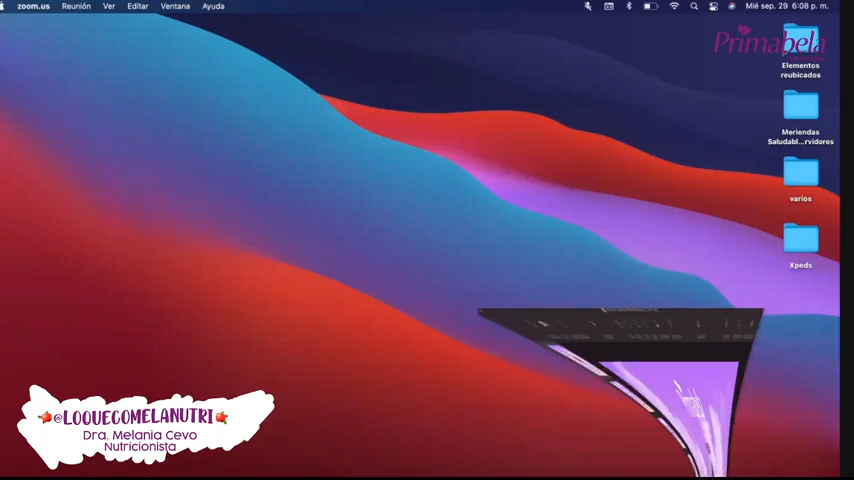 zoom.us Reunión Ver Editar Ventana Ayuda Mié sep. 29 6:08 p. m.
Primabela
Elementos
reubicados
Meriendas
Saludabl...rvidores
varios
Xpeds
@LOQUECOMELANUTRI
Dra. Melania Cevo
Nutricionista